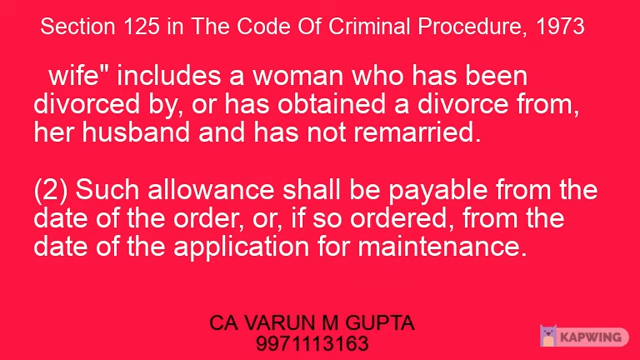 Section 125 in The Code Of Criminal Procedure, 1973
wife" includes a woman who has been
divorced by, or has obtained a divorce from,
her husband and has not remarried.
(2) Such allowance shall be payable from the
date of the order, or, if so ordered, from the
date of the application for maintenance.
CA VARUN M GUPTA
9971113163
KAPWING